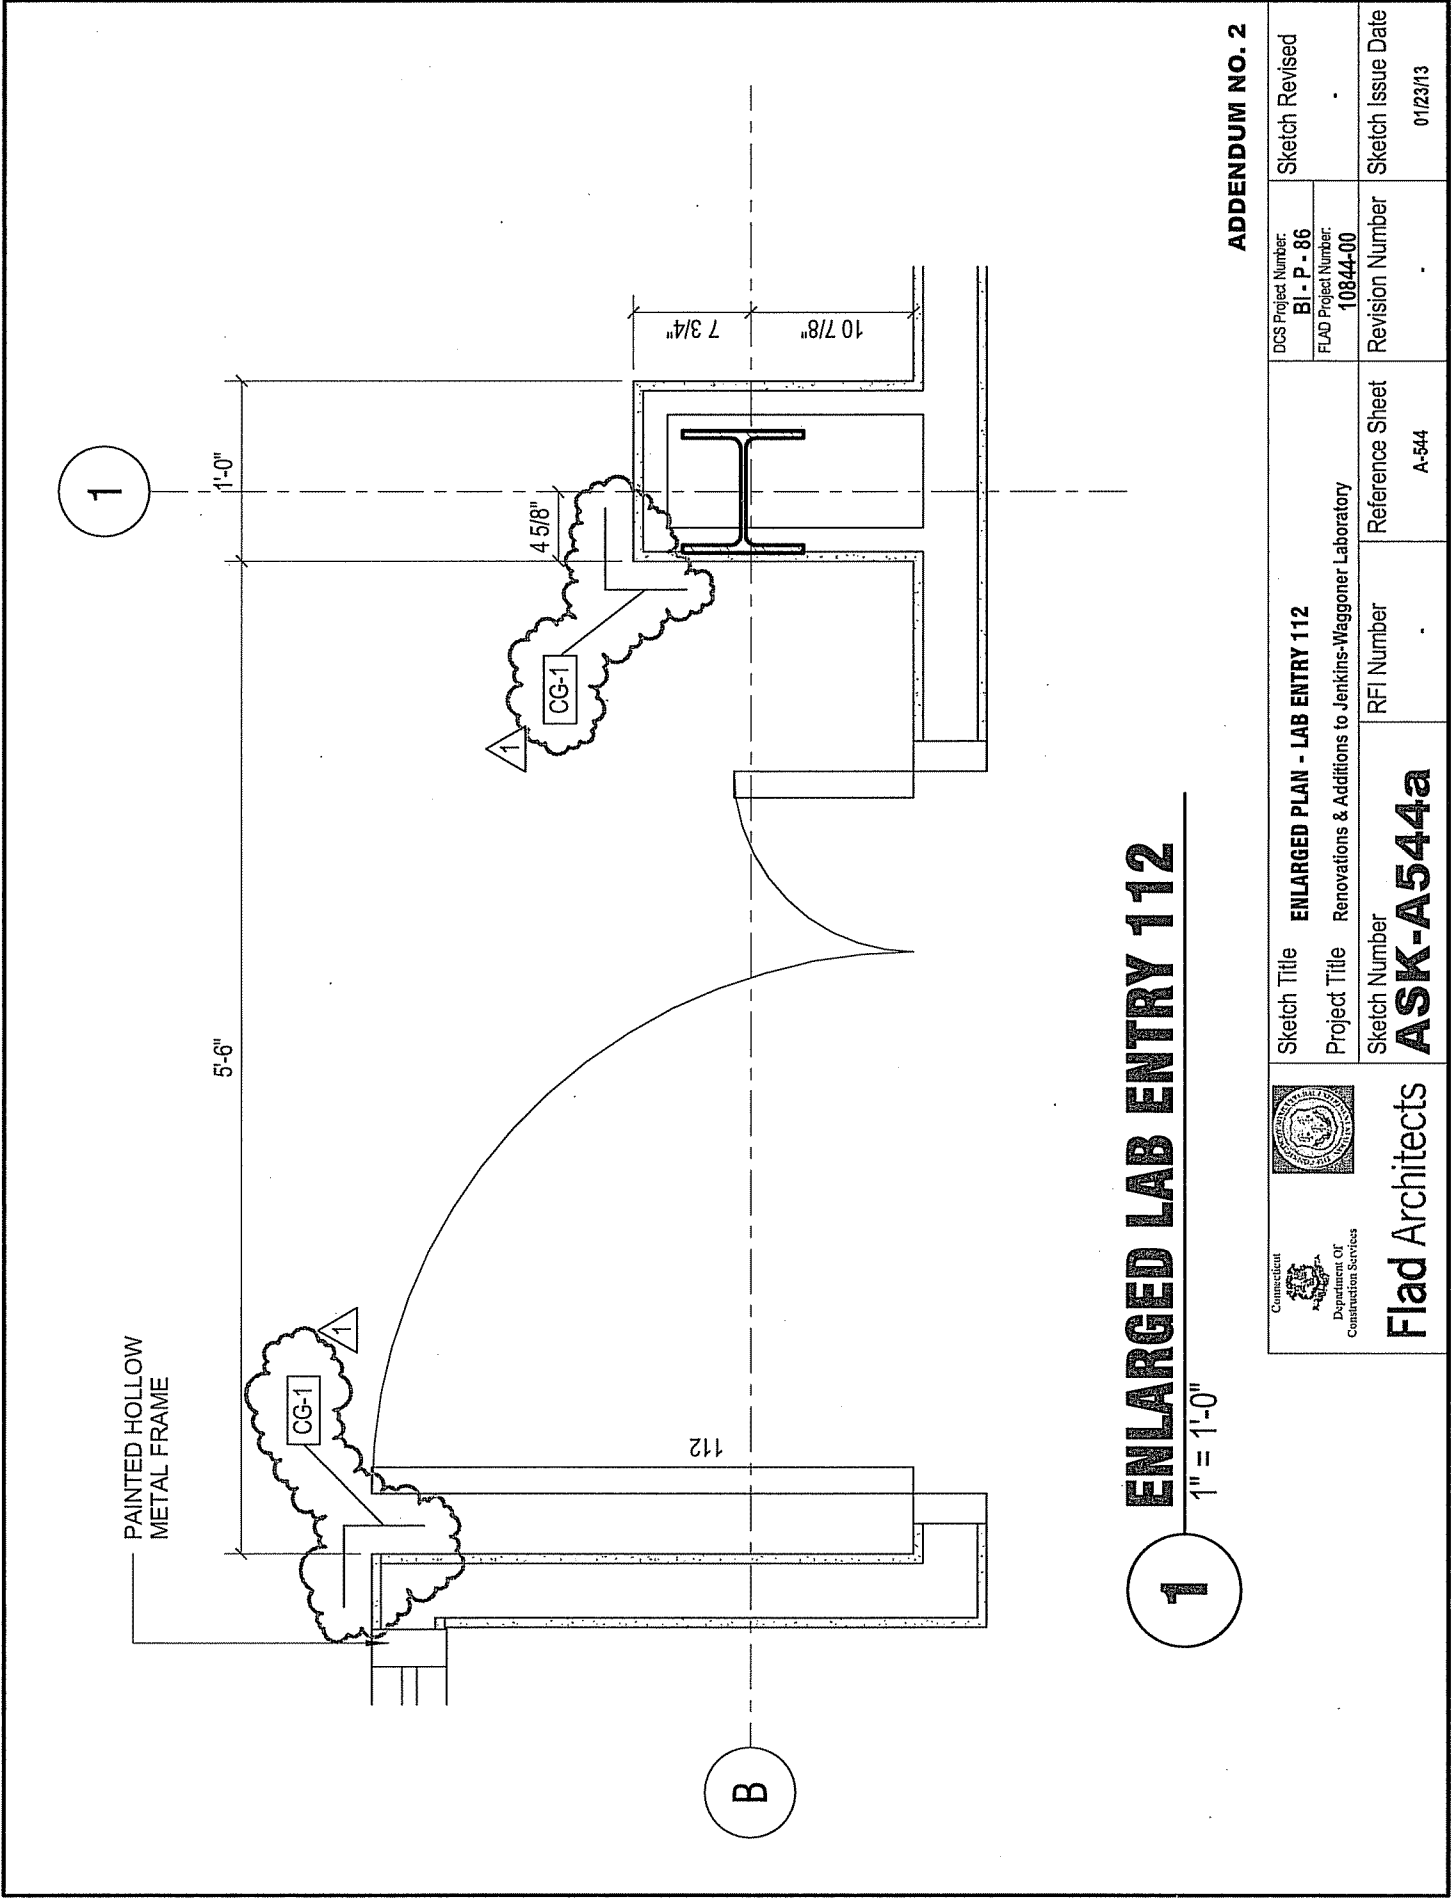 PAINTED HOLLOW
METAL FRAME
1
5'-6"
1'-0"
CG-1
1
CG-1
1
4 5/8"
7 3/4"
10 7/8"
112
B
1
ENLARGED LAB ENTRY 112
1" = 1'-0"
ADDENDUM NO. 2
Connecticut
Department Of
Construction Services
Flad Architects
Sketch Title
ENLARGED PLAN - LAB ENTRY 112
Project Title
Renovations & Additions to Jenkins-Waggoner Laboratory
DCS Project Number:
BI - P - 86
FLAD Project Number:
10844-00
Sketch Revised
-
Sketch Number
ASK-A544a
RFI Number
-
Reference Sheet
A-544
Revision Number
-
Sketch Issue Date
01/23/13